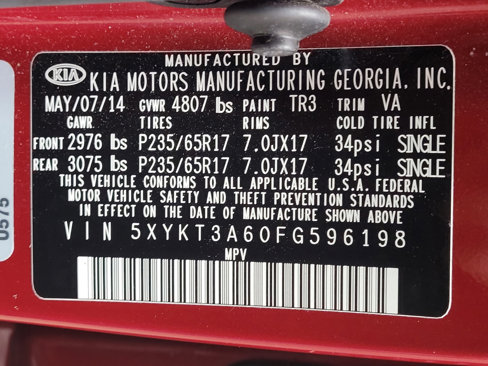 MANUFACTURED BY
KIA KIA MOTORS MANUFACTURING GEORGIA, INC.
MAY/07/14 GVWR 4807 lbs PAINT TR3 TRIM VA
GAWR. TIRES RIMS COLD TIRE INFL
FRONT 2976 lbs P235/65R17 7.0JX17 34psi SINGLE
REAR 3075 lbs P235/65R17 7.0JX17 34psi SINGLE
THIS VEHICLE CONFORMS TO ALL APPLICABLE U.S.A. FEDERAL
MOTOR VEHICLE SAFETY AND THEFT PREVENTION STANDARDS
IN EFFECT ON THE DATE OF MANUFACTURE SHOWN ABOVE
VIN 5XYKT3A60FG596198
MPV
0575